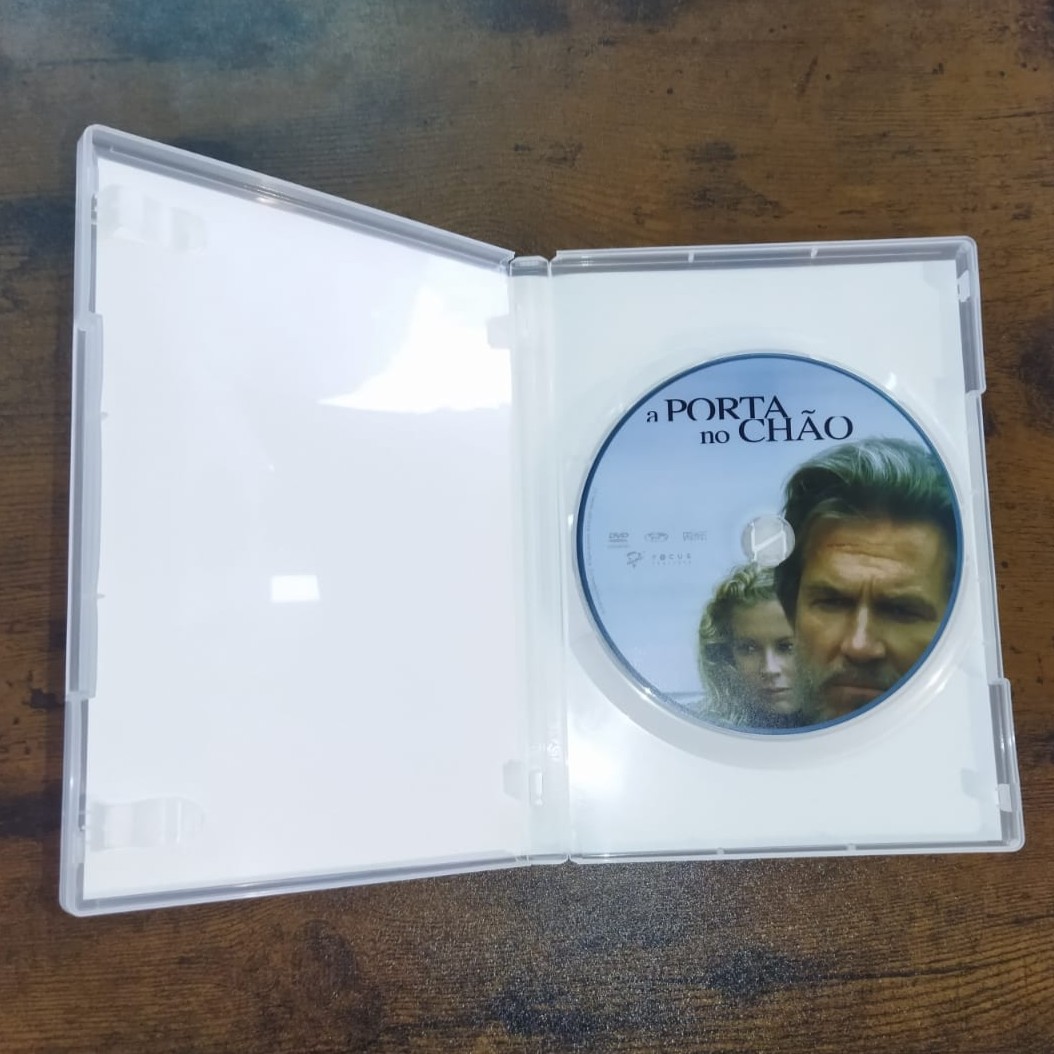 a PORTA
no CHÃO
DVD
focus